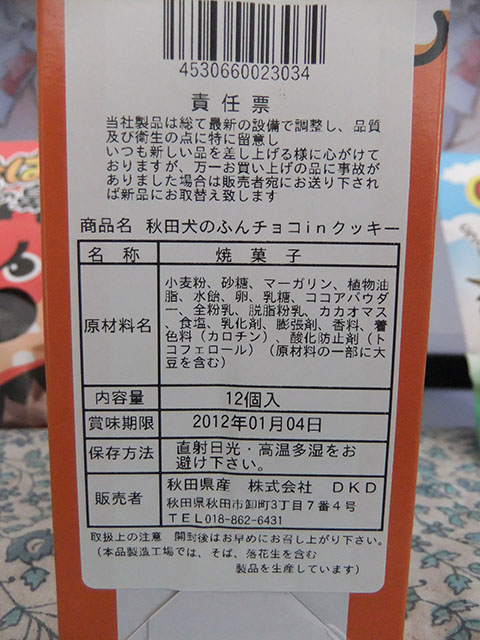 4530660023034
責任票
当社製品は総て最新の設備で調整し、品質
及び衛生の点に特に留意し
いつも新しい品を差し上げる様に心がけて
おりますが、万一お買い上げの品に事故が
ありました場合は販売者宛にお送り下され
ば新品にお取替え致します
商品名 秋田犬のふんチョコinクッキー
名称 焼菓子
原材料名
小麦粉、砂糖、マーガリン、植物油
脂、水飴、卵、乳糖、ココアパウダ
ー、全粉乳、脱脂粉乳、カカオマス
、食塩、乳化剤、膨張剤、香料、着
色料（カロチン）、酸化防止剤（ト
コフェロール）（原材料の一部に大
豆を含む）
内容量 12個入
賞味期限 2012年01月04日
保存方法 直射日光・高温多湿をお
避け下さい。
販売者
秋田県産 株式会社 DKD
秋田県秋田市卸町3丁目7番4号
TEL018-862-6431
取扱上の注意 開封後はお早めにお召し上がり下さい。
（本品製造工場では、そば、落花生を含む
製品を生産しています）